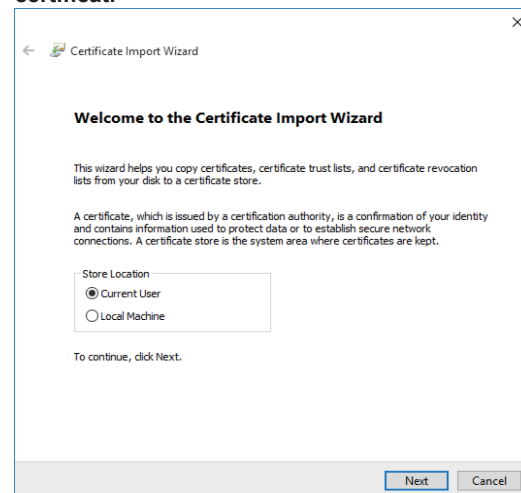 certificati
Certificate Import Wizard
Welcome to the Certificate Import Wizard
This wizard helps you copy certificates, certificate trust lists, and certificate revocation
lists from your disk to a certificate store.
A certificate, which is issued by a certification authority, is a confirmation of your identity
and contains information used to protect data or to establish secure network
connections. A certificate store is the system area where certificates are kept.
Store Location
Current User
Local Machine
To continue, click Next.
Next Cancel